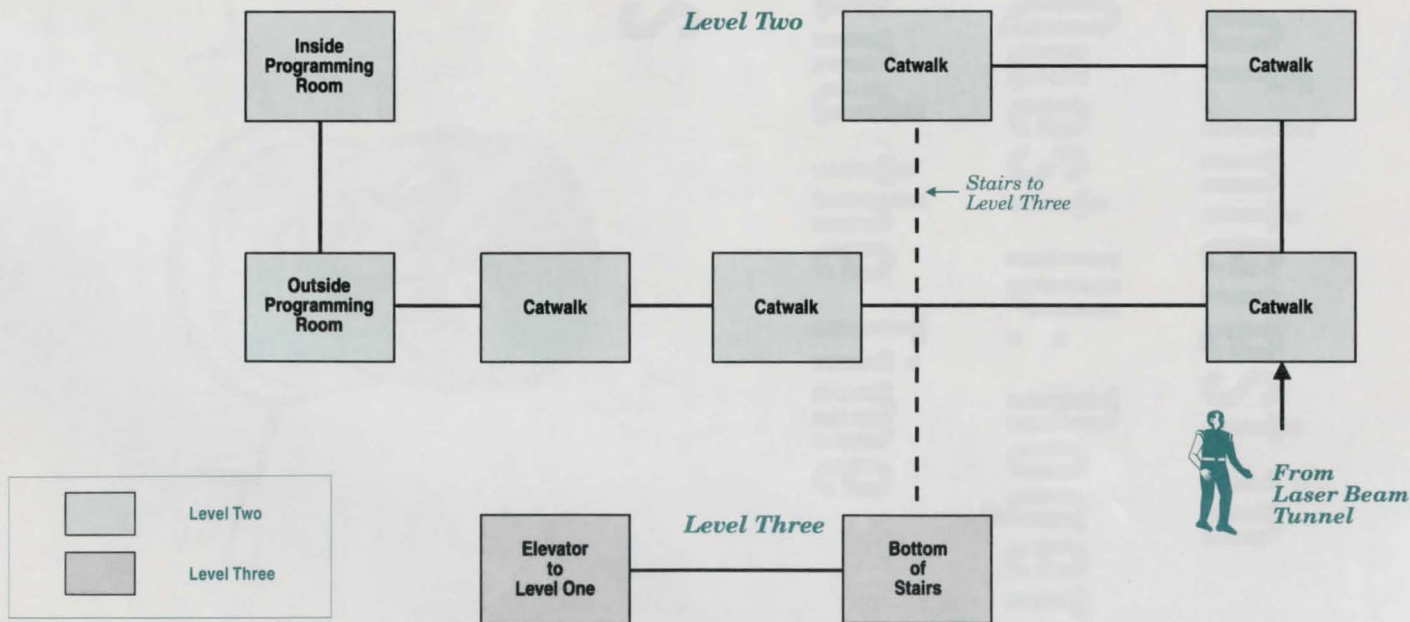 Level Two
Inside
Programming
Room
Catwalk
Catwalk
Stairs to
Level Three
Outside
Programming
Room
Catwalk
Catwalk
Catwalk
From
Laser Beam
Tunnel
Level Two
Level Three
Level Three
Elevator
to
Level One
Bottom
of
Stairs